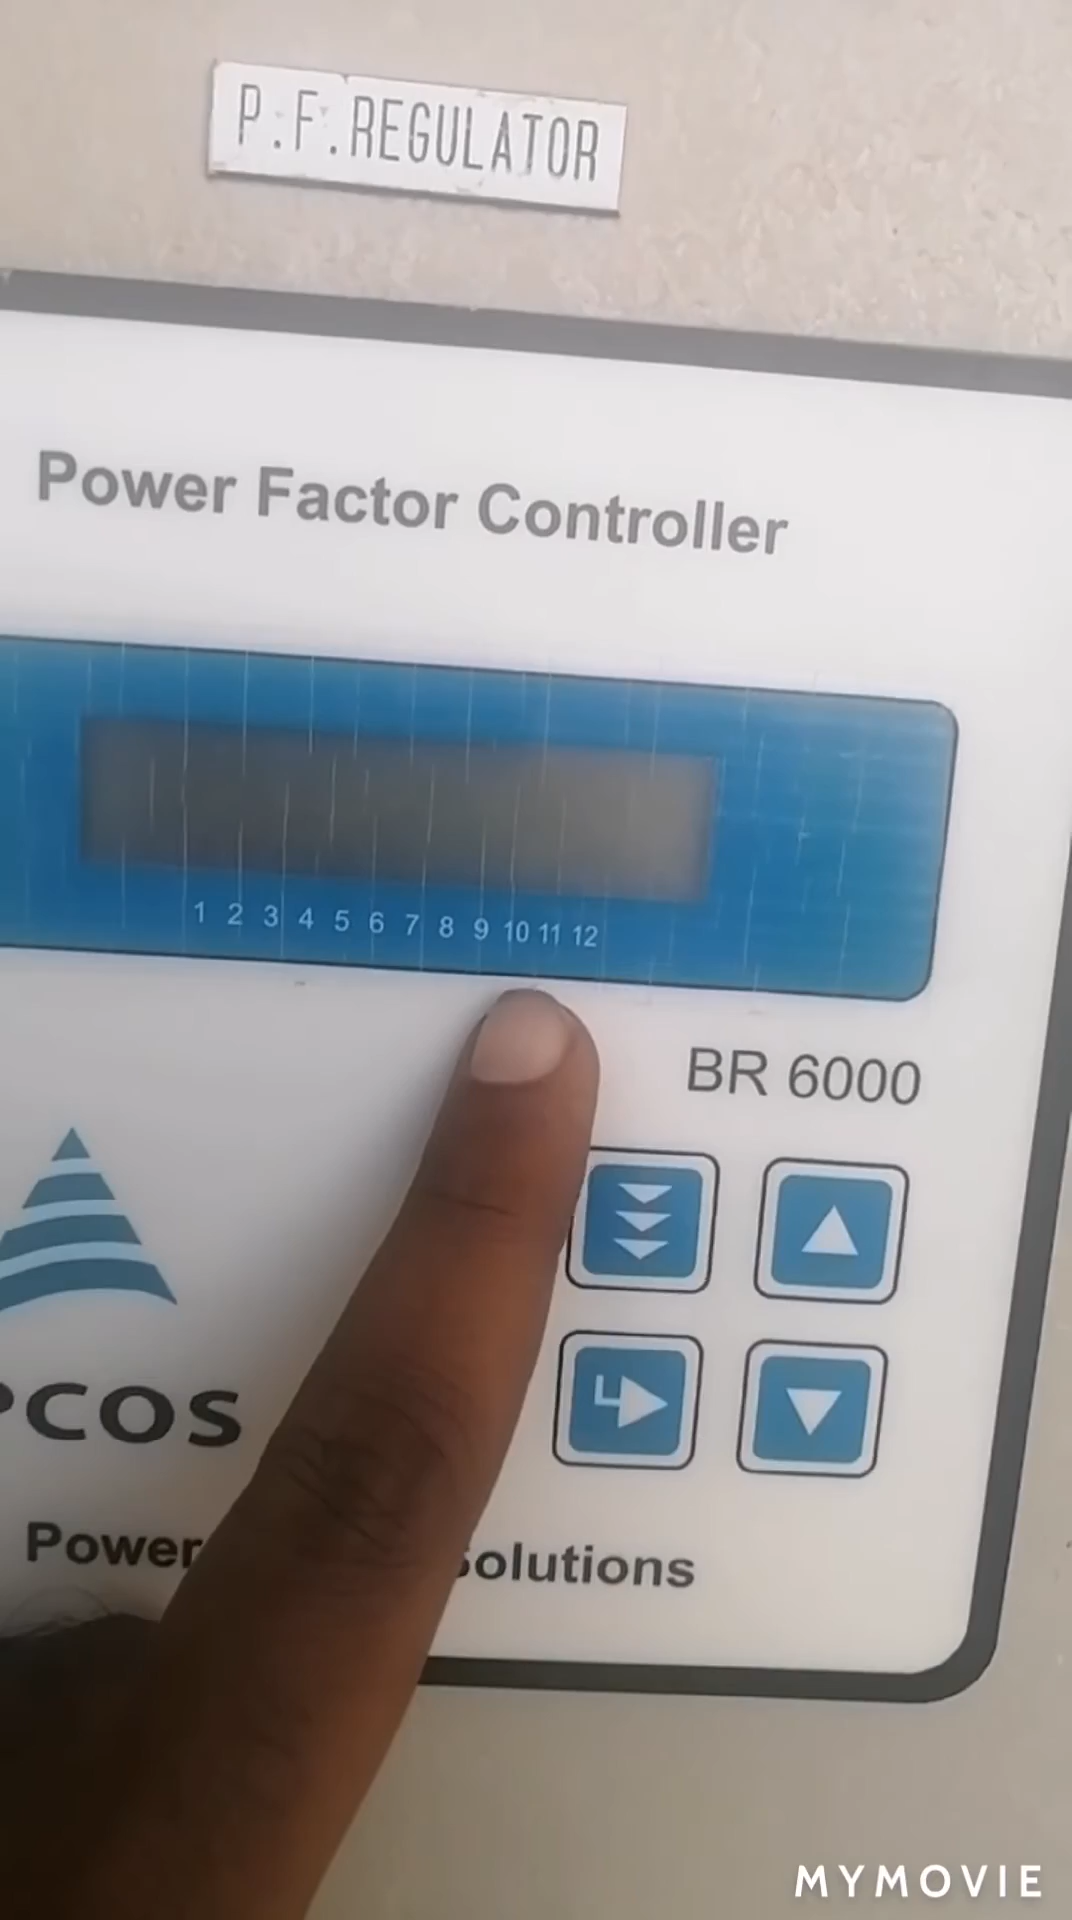 P.F.REGULATOR
Power Factor Controller
1 2 3 4 5 6 7 8 9 10 11 12
BR 6000
PCOS
Power olutions
MYMOVIE